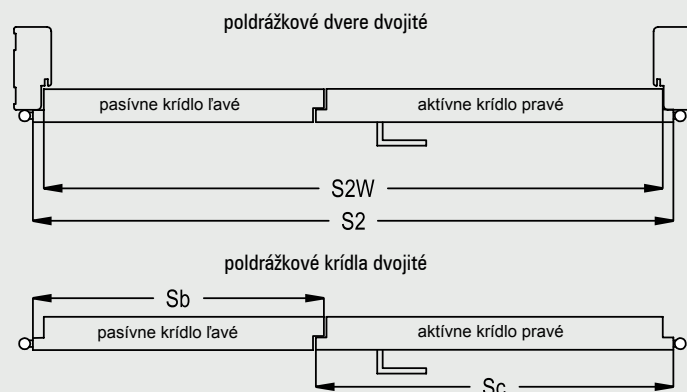 poldrážkové dvere dvojité
pasívne krídlo ľavé
aktívne krídlo pravé
S2W
S2
poldrážkové krídla dvojité
Sb
pasívne krídlo ľavé
aktívne krídlo pravé
Sc